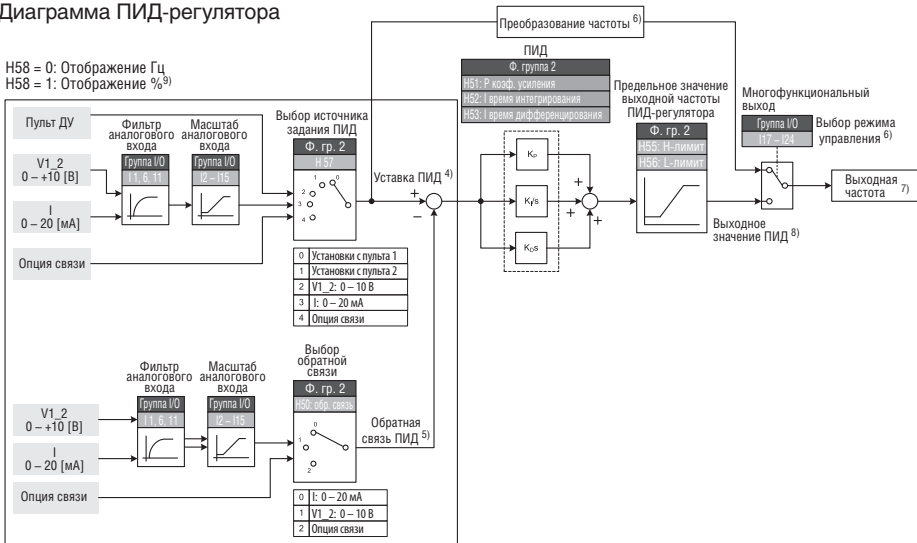 Диаграмма ПИД-регулятора
H58 = 0: Отображение Гц
H58 = 1: Отображение %9)
Преобразование частоты 6)
ПИД
Ф. группа 2
H51: P коэф. усиления
H52: I время интегрирования
H53: I время дифференцирования
Предельное значение
выходной частоты
ПИД-регулятора
Ф. гр. 2
H55: H-лимит
H56: L-лимит
Многофункциональный
выход
Группа I/O
I17 – I24
Выбор режима
управления 6)
Выходная
частота
7)
Выходное
значение ПИД 8)
Пульт ДУ
V1_2
0 – +10 [В]
I
0 – 20 [мА]
Опция связи
Фильтр
аналогового
входа
Группа I/O
I 1, 6, 11
Масштаб
аналогового
входа
Группа I/O
I2 – I15
Выбор источника
задания ПИД
Ф. гр. 2
H 57
1
0
2
3
4
Уставка ПИД 4)
+
–
KP
KI/s
KDs
+
+
+
0 Установки с пульта 1
1 Установки с пульта 2
2 V1_2: 0 – 10 В
3 I: 0 – 20 мА
4 Опция связи
V1_2
0 – +10 [В]
I
0 – 20 [мА]
Опция связи
Фильтр
аналогового
входа
Группа I/O
I 1, 6, 11
Масштаб
аналогового
входа
Группа I/O
I2 – I15
Выбор
обратной
связи
Ф. гр. 2
H50: обр. связь
0
1
2
Обратная
связь ПИД 5)
0 I: 0 – 20 мА
1 V1_2: 0 – 10 В
2 Опция связи